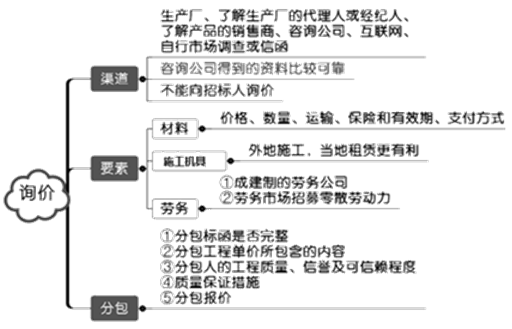 询价
渠道
生产厂、了解生产厂的代理人或经纪人、
了解产品的销售商、咨询公司、互联网、
自行市场调查或信函
咨询公司得到的资料比较可靠
不能向招标人询价
要素
材料
价格、数量、运输、保险和有效期、支付方式
施工机具
外地施工，当地租赁更有利
劳务
①成建制的劳务公司
②劳务市场招募零散劳动力
分包
①分包标函是否完整
②分包工程单价所包含的内容
③分包人的工程质量、信誉及可信赖程度
④质量保证措施
⑤分包报价